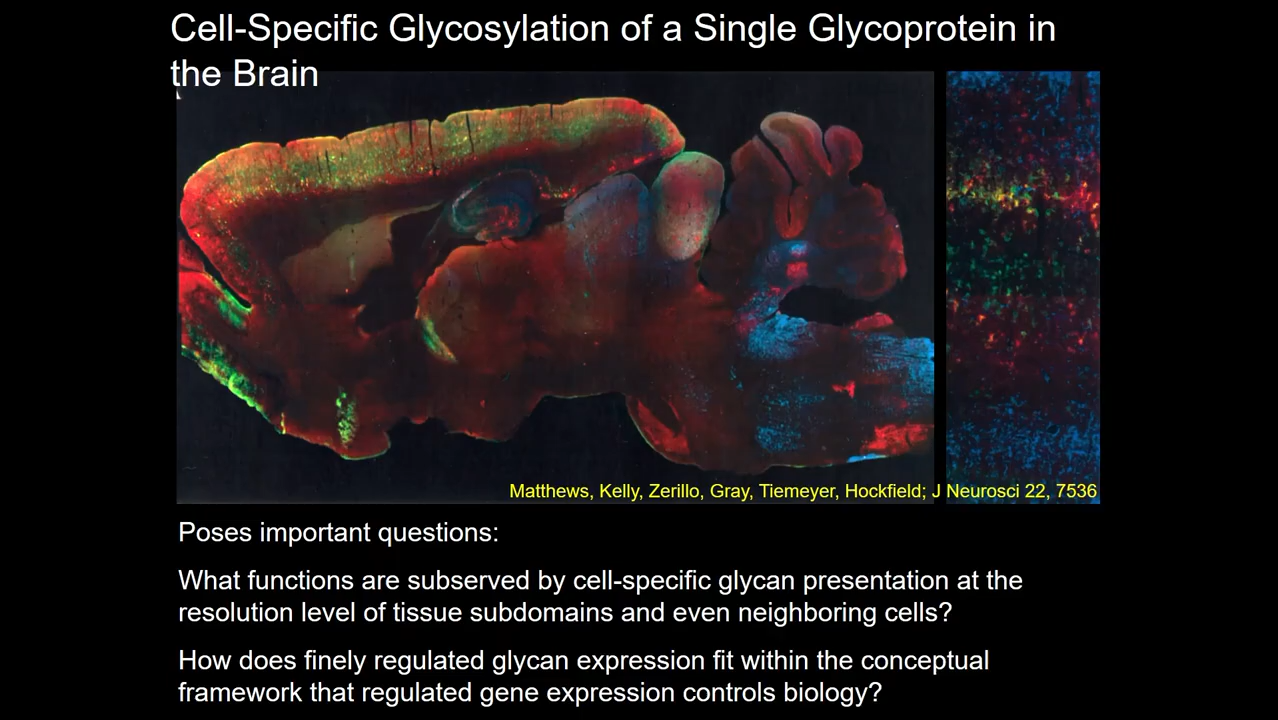 Cell-Specific Glycosylation of a Single Glycoprotein in
the Brain
Matthews, Kelly, Zerillo, Gray, Tiemeyer, Hockfield; J Neurosci 22, 7536
Poses important questions:
What functions are subserved by cell-specific glycan presentation at the
resolution level of tissue subdomains and even neighboring cells?
How does finely regulated glycan expression fit within the conceptual
framework that regulated gene expression controls biology?